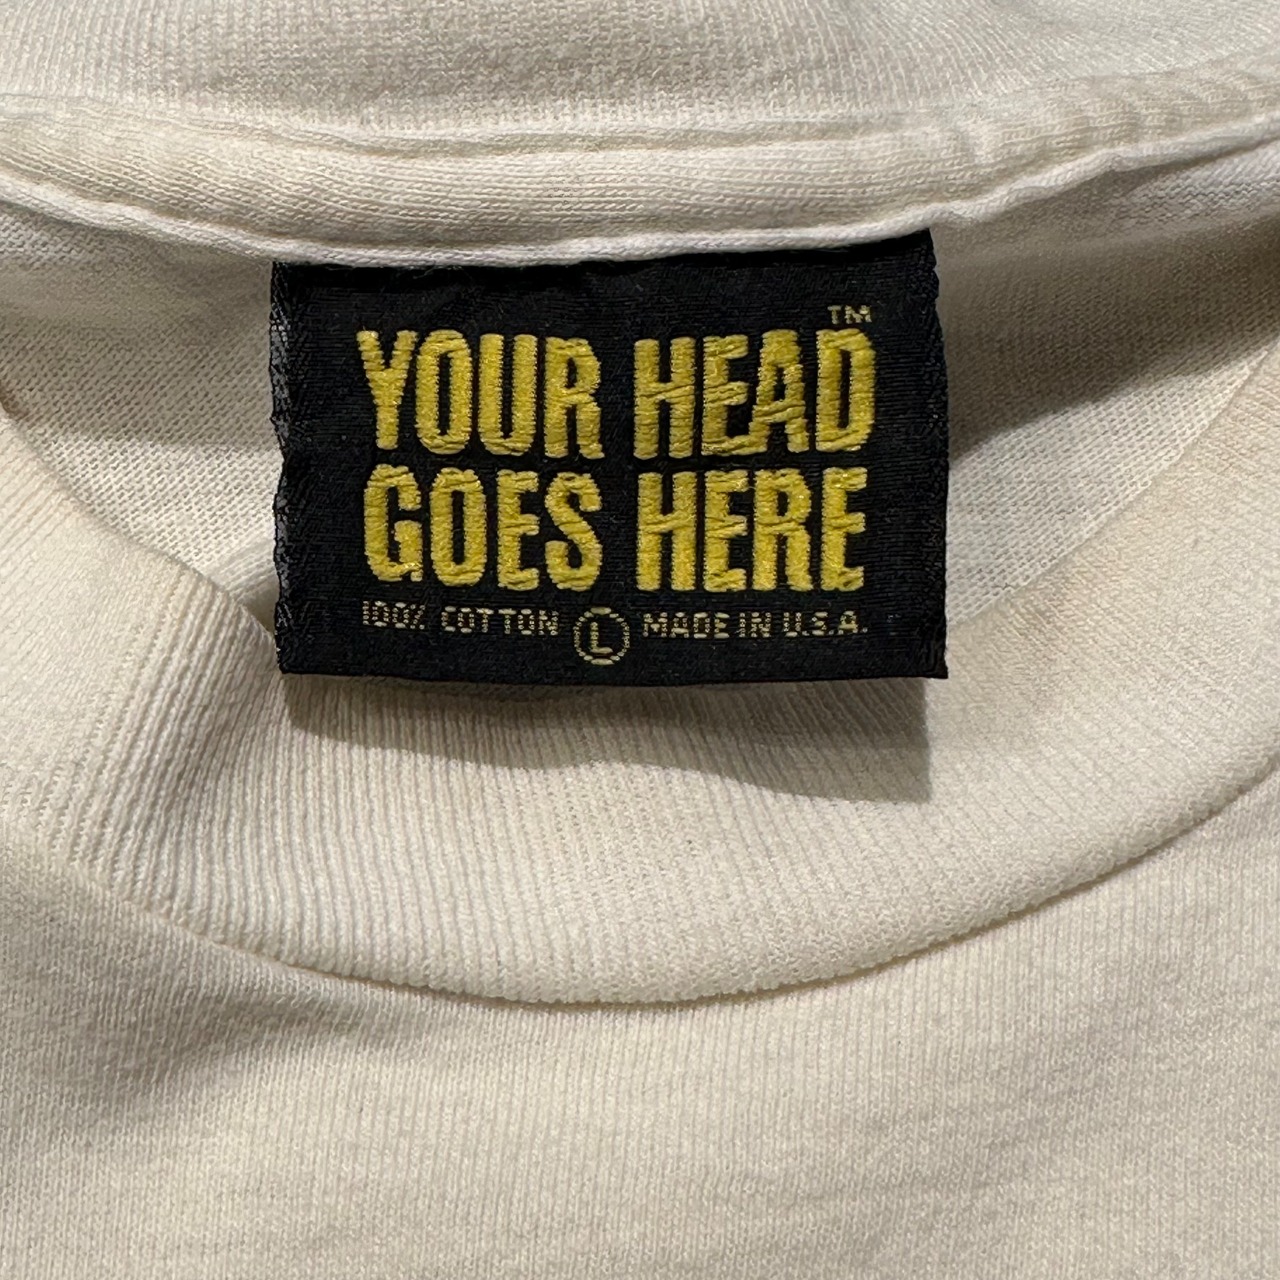 YOUR HEAD™
GOES HERE
100% COTTON Ⓛ MADE IN U.S.A.